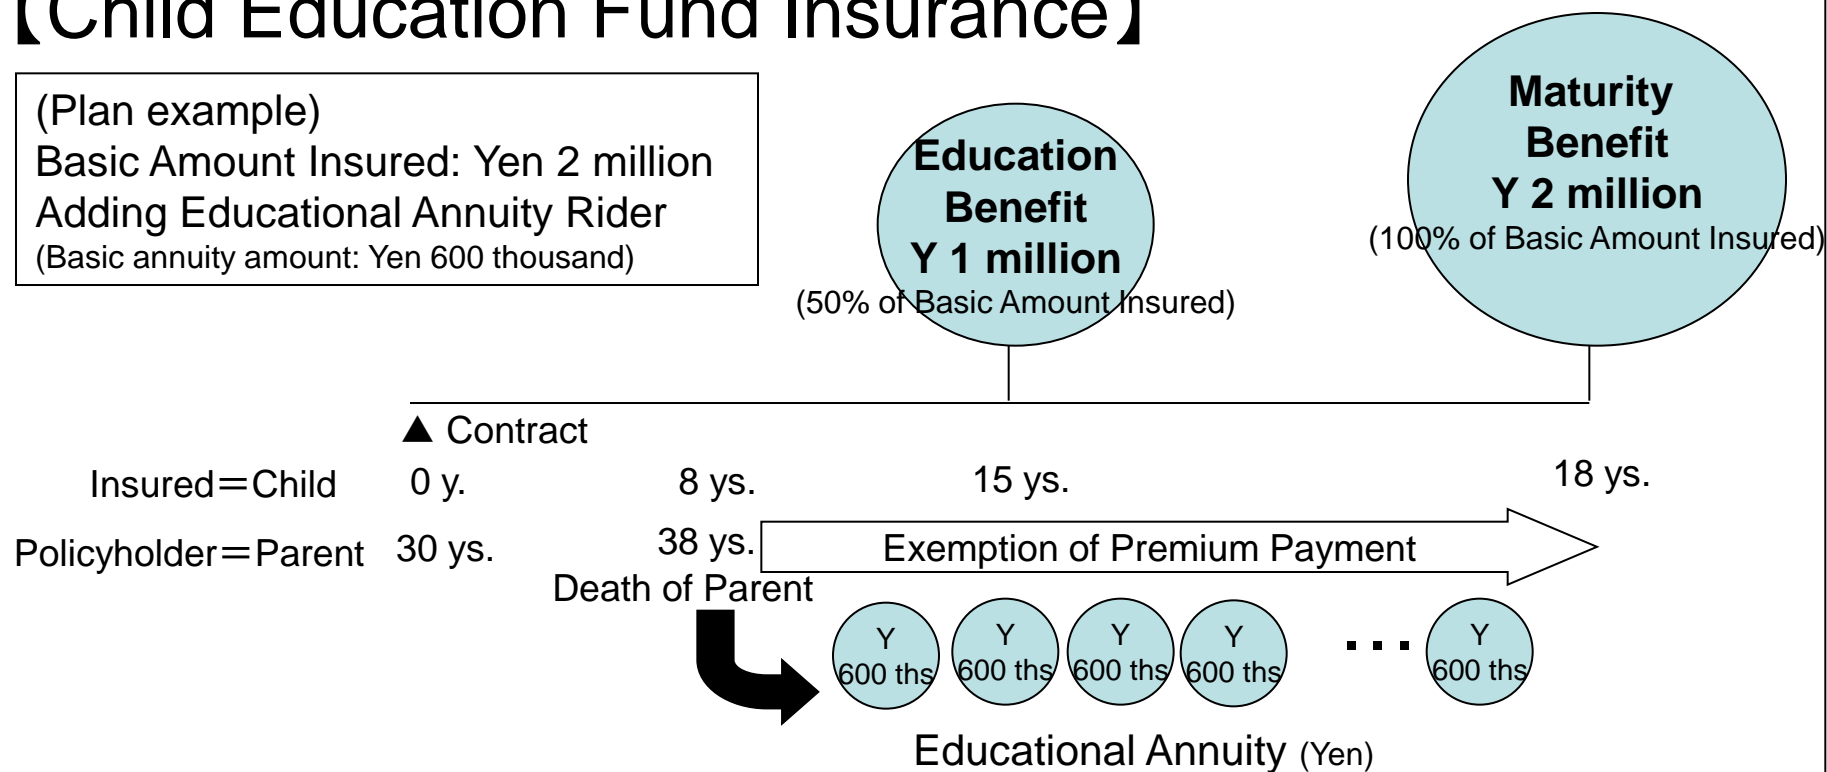 【Child Education Fund Insurance】
(Plan example)
Basic Amount Insured: Yen 2 million
Adding Educational Annuity Rider
(Basic annuity amount: Yen 600 thousand)
Education
Benefit
Y 1 million
(50% of Basic Amount Insured)
Maturity
Benefit
Y 2 million
(100% of Basic Amount Insured)
▲ Contract
Insured＝Child 0 y. 8 ys. 15 ys. 18 ys.
Policyholder＝Parent 30 ys. 38 ys. Exemption of Premium Payment
Death of Parent
Y
600 ths
Y
600 ths
Y
600 ths
Y
600 ths
...
Y
600 ths
Educational Annuity (Yen)